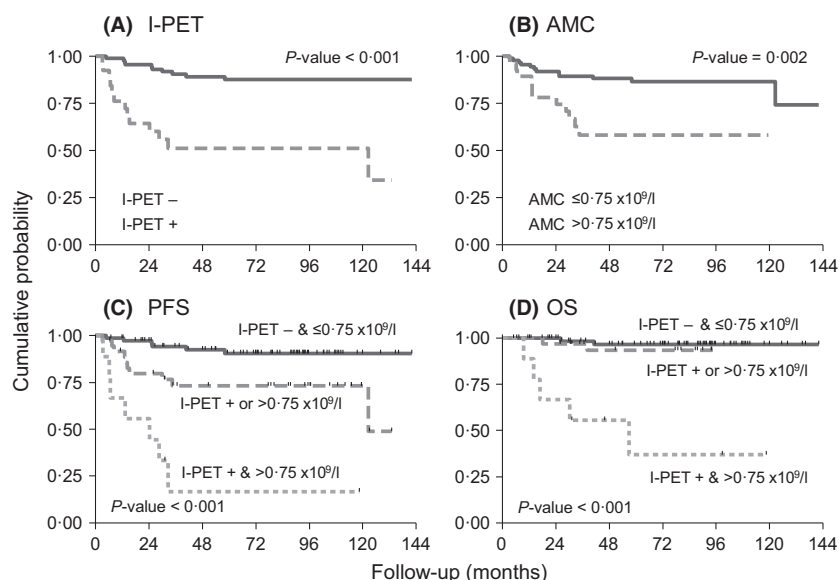 (A) I-PET
P-value < 0·001
I-PET –
I-PET +
1·00
0·75
0·50
0·25
0·00
0 24 48 72 96 120 144
(B) AMC
P-value = 0·002
AMC ≤0·75 x10⁹/l
AMC >0·75 x10⁹/l
1·00
0·75
0·50
0·25
0·00
0 24 48 72 96 120 144
Cumulative probability
(C) PFS
I-PET – & ≤0·75 x10⁹/l
I-PET + or >0·75 x10⁹/l
I-PET + & >0·75 x10⁹/l
P-value < 0·001
1·00
0·75
0·50
0·25
0·00
0 24 48 72 96 120 144
(D) OS
I-PET – & ≤0·75 x10⁹/l
I-PET + or >0·75 x10⁹/l
I-PET + & >0·75 x10⁹/l
P-value < 0·001
1·00
0·75
0·50
0·25
0·00
0 24 48 72 96 120 144
Follow-up (months)